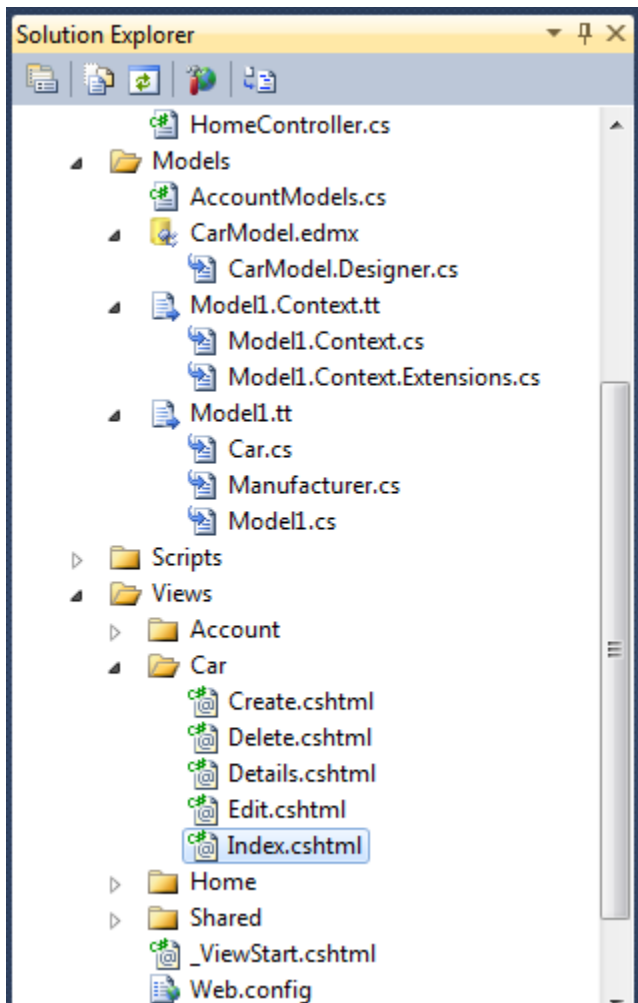 Solution Explorer
HomeController.cs
Models
AccountModels.cs
CarModel.edmx
CarModel.Designer.cs
Model1.Context.tt
Model1.Context.cs
Model1.Context.Extensions.cs
Model1.tt
Car.cs
Manufacturer.cs
Model1.cs
Scripts
Views
Account
Car
Create.cshtml
Delete.cshtml
Details.cshtml
Edit.cshtml
Index.cshtml
Home
Shared
_ViewStart.cshtml
Web.config